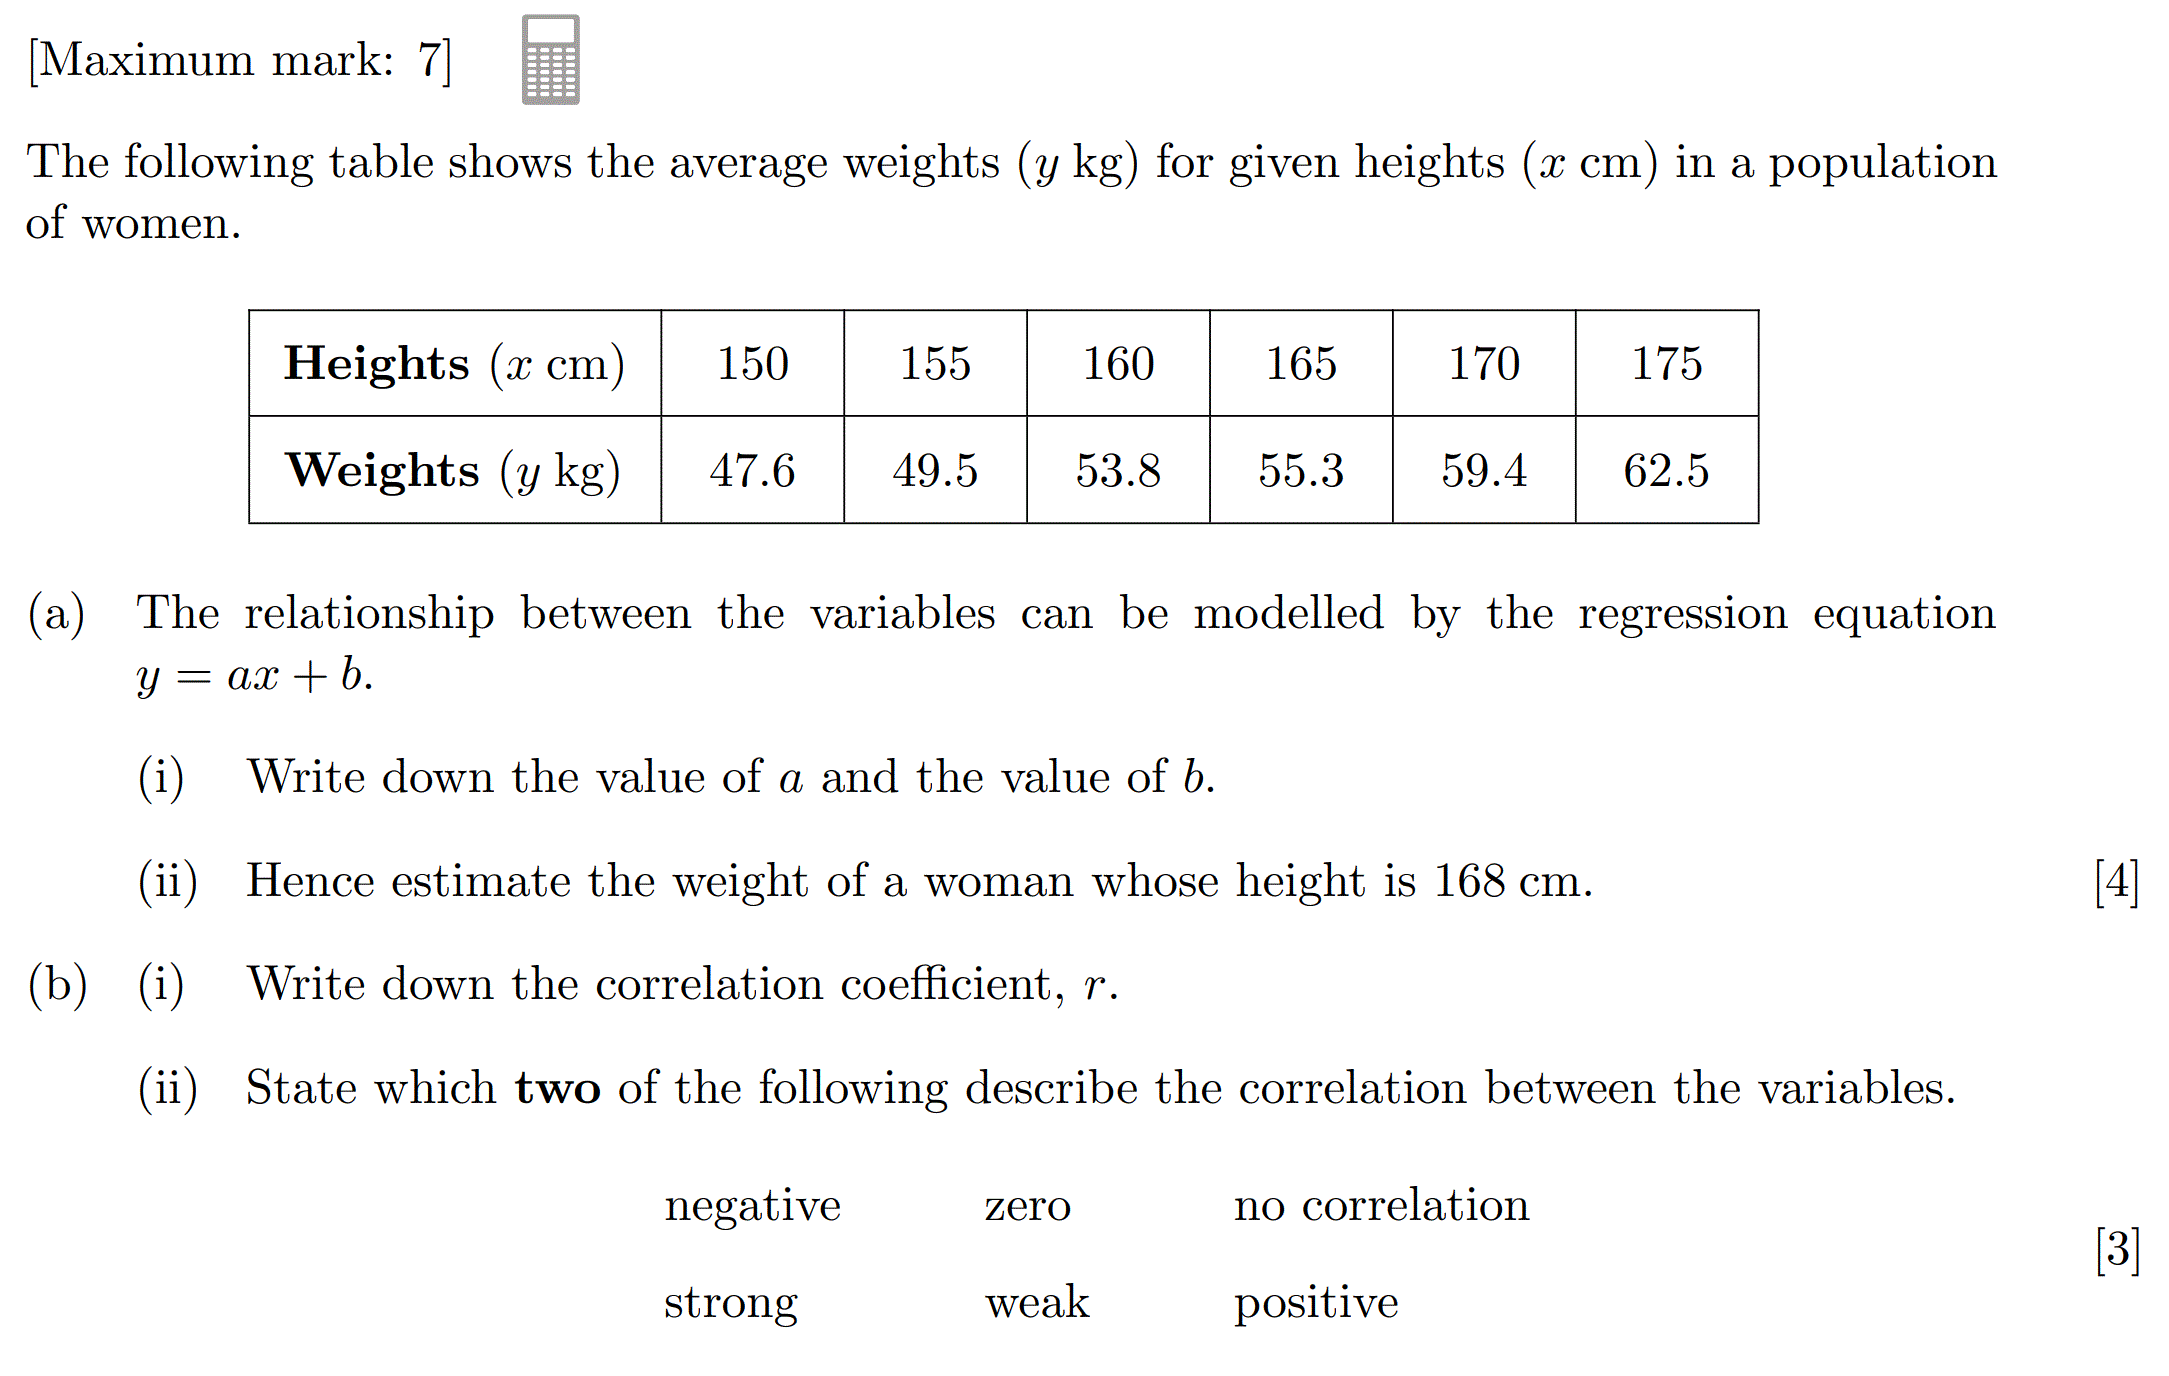 [Maximum mark: 7]
The following table shows the average weights (y kg) for given heights (x cm) in a population
of women.
Heights (x cm) 150 155 160 165 170 175
Weights (y kg) 47.6 49.5 53.8 55.3 59.4 62.5
(a) The relationship between the variables can be modelled by the regression equation
y = ax + b.
(i) Write down the value of a and the value of b.
(ii) Hence estimate the weight of a woman whose height is 168 cm. [4]
(b) (i) Write down the correlation coefficient, r.
(ii) State which two of the following describe the correlation between the variables.
negative zero no correlation
[3]
strong weak positive